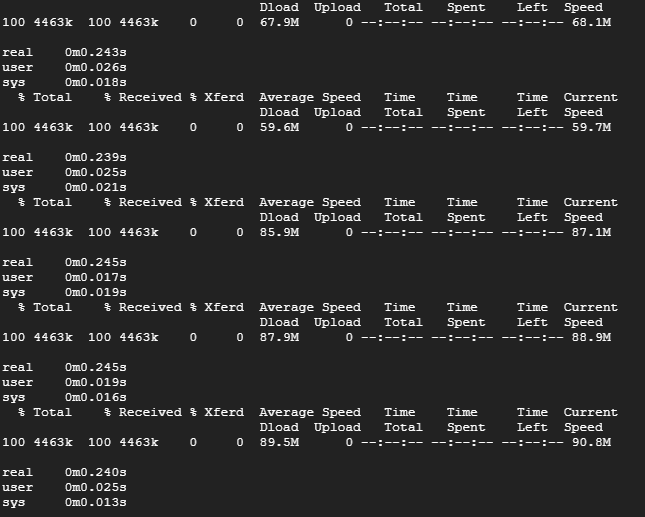 Dload  Upload   Total   Spent    Left  Speed
100 4463k  100 4463k    0     0  67.9M      0 --:--:-- --:--:-- --:--:-- 68.1M
real    0m0.243s
user    0m0.026s
sys     0m0.018s
  % Total    % Received % Xferd  Average Speed   Time    Time     Time  Current
Dload  Upload   Total   Spent    Left  Speed
100 4463k  100 4463k    0     0  59.6M      0 --:--:-- --:--:-- --:--:-- 59.7M
real    0m0.239s
user    0m0.025s
sys     0m0.021s
  % Total    % Received % Xferd  Average Speed   Time    Time     Time  Current
Dload  Upload   Total   Spent    Left  Speed
100 4463k  100 4463k    0     0  85.9M      0 --:--:-- --:--:-- --:--:-- 87.1M
real    0m0.245s
user    0m0.017s
sys     0m0.019s
  % Total    % Received % Xferd  Average Speed   Time    Time     Time  Current
Dload  Upload   Total   Spent    Left  Speed
100 4463k  100 4463k    0     0  87.9M      0 --:--:-- --:--:-- --:--:-- 88.9M
real    0m0.245s
user    0m0.019s
sys     0m0.016s
  % Total    % Received % Xferd  Average Speed   Time    Time     Time  Current
Dload  Upload   Total   Spent    Left  Speed
100 4463k  100 4463k    0     0  89.5M      0 --:--:-- --:--:-- --:--:-- 90.8M
real    0m0.240s
user    0m0.025s
sys     0m0.013s